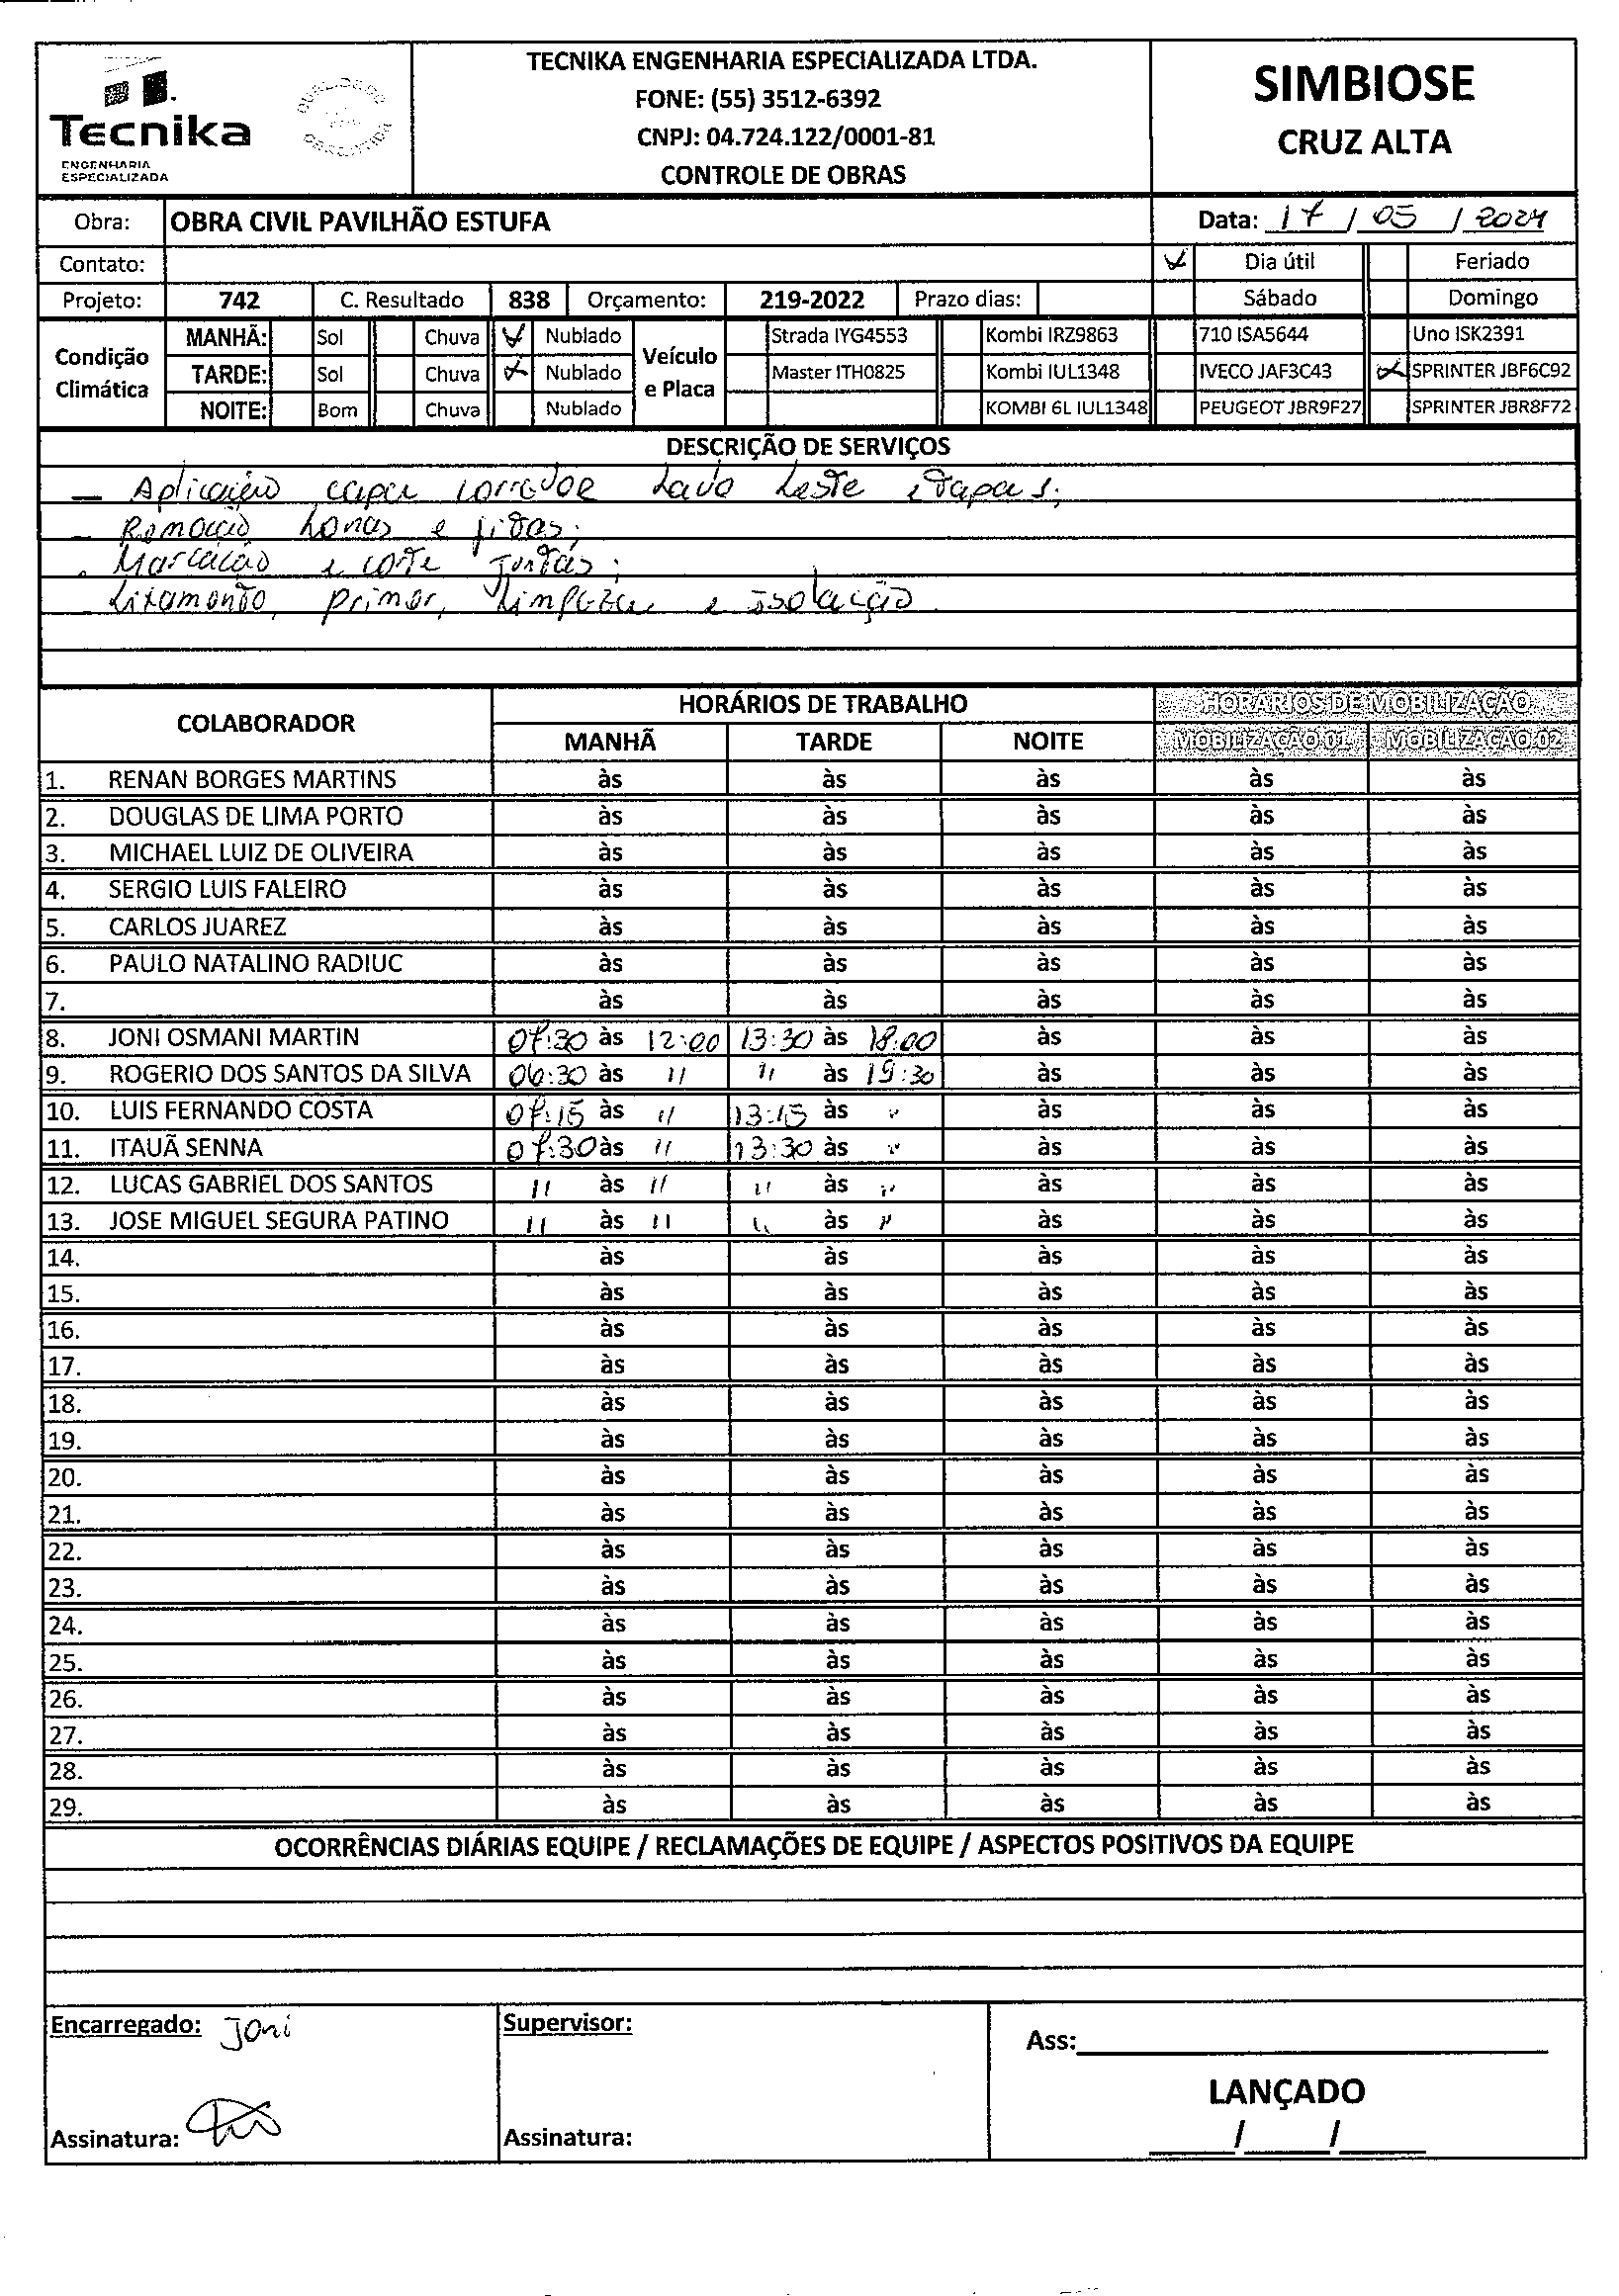 TECNIKA ENGENHARIA ESPECIALIZADA LTDA.
FONE: (55) 3512-6392
CNPJ: 04.724.122/0001-81
CONTROLE DE OBRAS
Tecnika
ENGENHARIA
ESPECIALIZADA
SIMBIOSE
CRUZ ALTA
Obra: OBRA CIVIL PAVILHÃO ESTUFA Data: 17 / 05 / 2024
Contato: Dia útil Feriado
Projeto: 742 C. Resultado 838 Orçamento: 219-2022 Prazo dias: Sábado Domingo
Condição Climática
MANHÃ: Sol Chuva Nublado
TARDE: Sol Chuva Nublado
NOITE: Bom Chuva Nublado
Veículo e Placa
Strada IYG4553 Kombi IRZ9863 710 ISA5644 Uno ISK2391
Master ITH0825 Kombi IUL1348 IVECO JAF3C43 SPRINTER JBF6C92
KOMBI 6L IUL1348 PEUGEOT JBR9F27 SPRINTER JBR8F72
DESCRIÇÃO DE SERVIÇOS
- Aplicação capa corredor Lado Leste
- Remoção Lonas e fitas;
- Marcação e corte juntas;
- Lixamento, primer, limpeza e isolação.
COLABORADOR HORÁRIOS DE TRABALHO HORÁRIOS DE MOBILIZAÇÃO
MANHÃ TARDE NOITE MOBILIZAÇÃO 01 MOBILIZAÇÃO 02
1. RENAN BORGES MARTINS às às às às às
2. DOUGLAS DE LIMA PORTO às às às às às
3. MICHAEL LUIZ DE OLIVEIRA às às às às às
4. SERGIO LUIS FALEIRO às às às às às
5. CARLOS JUAREZ às às às às às
6. PAULO NATALINO RADIUC às às às às às
7. às às às às às
8. JONI OSMANI MARTIN 07:30 às 12:00 13:30 às 18:00 às às às
9. ROGERIO DOS SANTOS DA SILVA 06:30 às " " às 19:30 às às às
10. LUIS FERNANDO COSTA 07:15 às " 13:15 às " às às às
11. ITAUÃ SENNA 07:30 às " 13:30 às " às às às
12. LUCAS GABRIEL DOS SANTOS " às " " às " às às às
13. JOSE MIGUEL SEGURA PATINO " às " " às " às às às
14. às às às às às
15. às às às às às
16. às às às às às
17. às às às às às
18. às às às às às
19. às às às às às
20. às às às às às
21. às às às às às
22. às às às às às
23. às às às às às
24. às às às às às
25. às às às às às
26. às às às às às
27. às às às às às
28. às às às às às
29. às às às às às
OCORRÊNCIAS DIÁRIAS EQUIPE / RECLAMAÇÕES DE EQUIPE / ASPECTOS POSITIVOS DA EQUIPE
Encarregado: Joni
Assinatura:
Supervisor:
Assinatura:
Ass:
LANÇADO
/ /